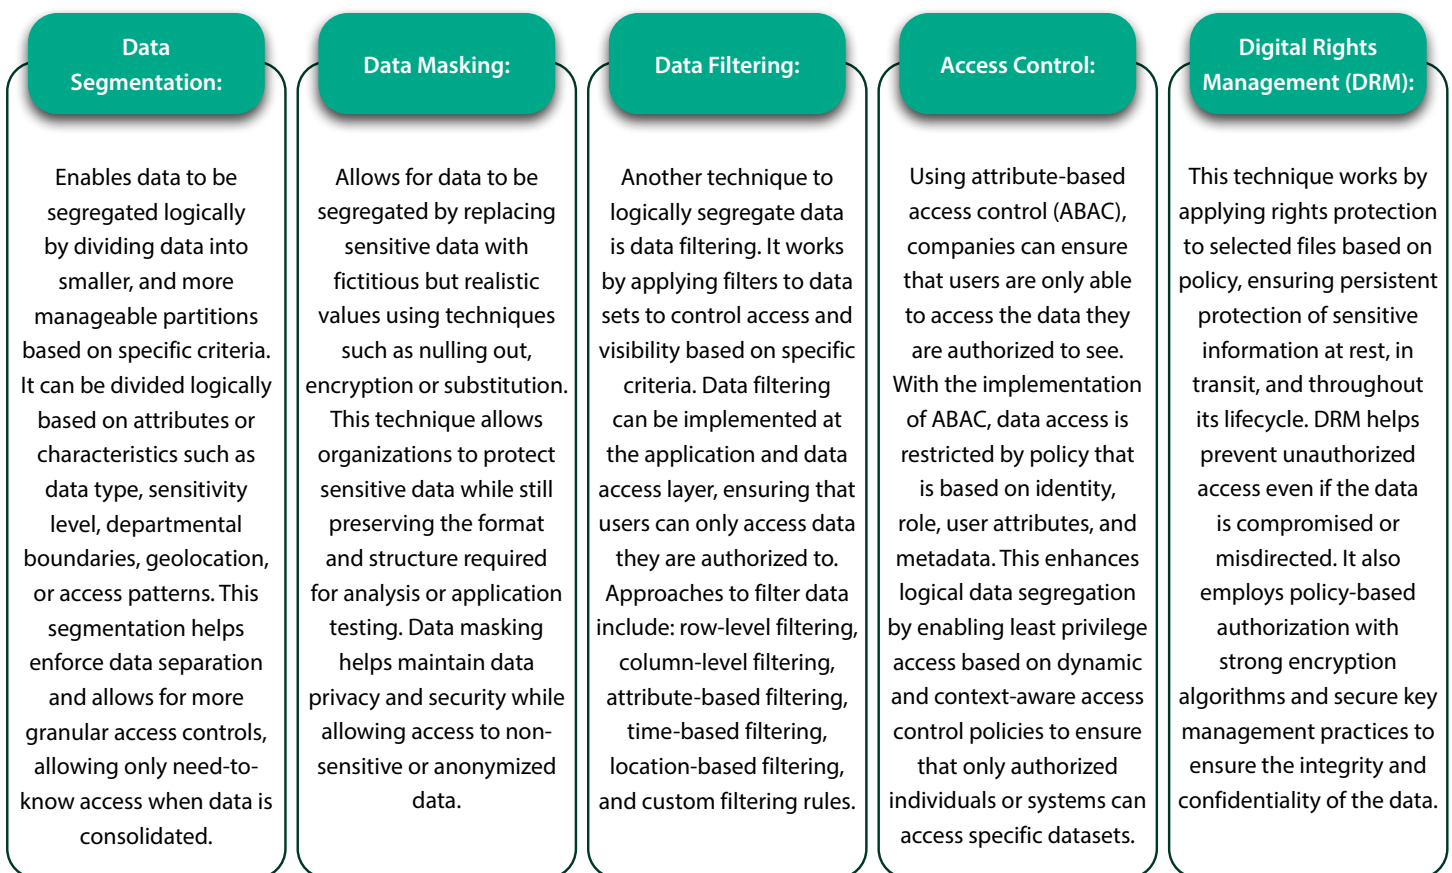 Data
Segmentation:
Enables data to be
segregated logically
by dividing data into
smaller, and more
manageable partitions
based on specific criteria.
It can be divided logically
based on attributes or
characteristics such as
data type, sensitivity
level, departmental
boundaries, geolocation,
or access patterns. This
segmentation helps
enforce data separation
and allows for more
granular access controls,
allowing only need-to-
know access when data is
consolidated.
Data Masking:
Allows for data to be
segregated by replacing
sensitive data with
fictitious but realistic
values using techniques
such as nulling out,
encryption or substitution.
This technique allows
organizations to protect
sensitive data while still
preserving the format
and structure required
for analysis or application
testing. Data masking
helps maintain data
privacy and security while
allowing access to non-
sensitive or anonymized
data.
Data Filtering:
Another technique to
logically segregate data
is data filtering. It works
by applying filters to data
sets to control access and
visibility based on specific
criteria. Data filtering
can be implemented at
the application and data
access layer, ensuring that
users can only access data
they are authorized to.
Approaches to filter data
include: row-level filtering,
column-level filtering,
attribute-based filtering,
time-based filtering,
location-based filtering,
and custom filtering rules.
Access Control:
Using attribute-based
access control (ABAC),
companies can ensure
that users are only able
to access the data they
are authorized to see.
With the implementation
of ABAC, data access is
restricted by policy that
is based on identity,
role, user attributes, and
metadata. This enhances
logical data segregation
by enabling least privilege
access based on dynamic
and context-aware access
control policies to ensure
that only authorized
individuals or systems can
access specific datasets.
Digital Rights
Management (DRM):
This technique works by
applying rights protection
to selected files based on
policy, ensuring persistent
protection of sensitive
information at rest, in
transit, and throughout
its lifecycle. DRM helps
prevent unauthorized
access even if the data
is compromised or
misdirected. It also
employs policy-based
authorization with
strong encryption
algorithms and secure key
management practices to
ensure the integrity and
confidentiality of the data.